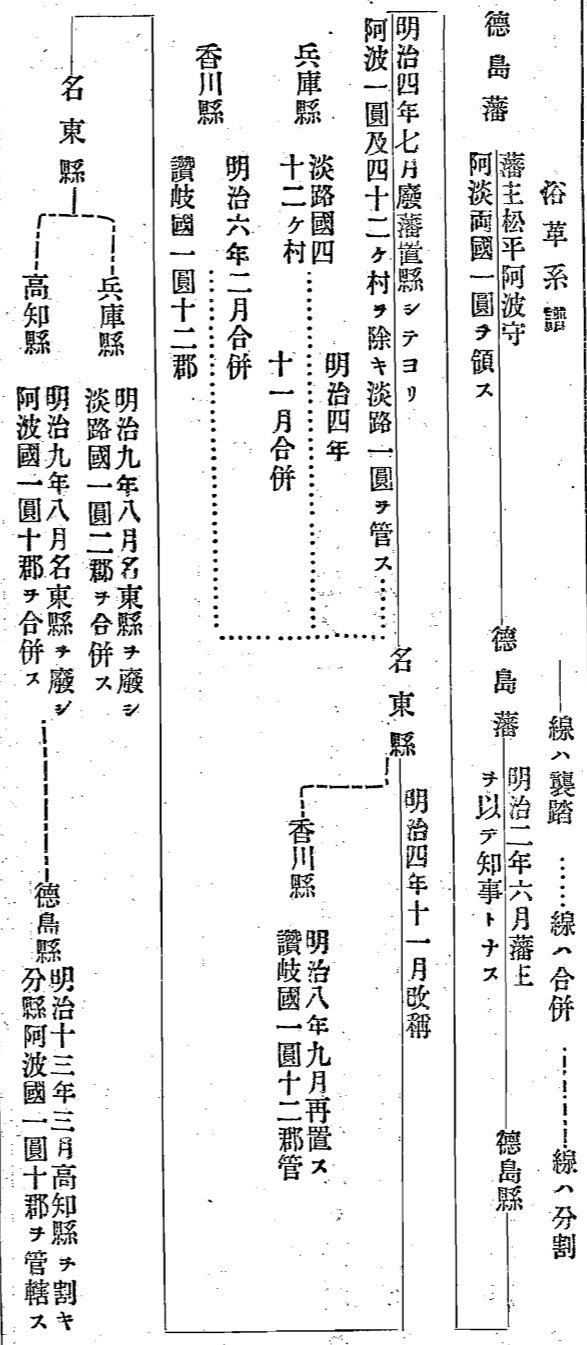 沿革系譜
——線ハ襲踏 ……線ハ合併 -----線ハ分割
德島藩
藩主松平阿波守
阿淡両國一圓ヲ領ス
德島藩
明治二年六月藩主
ヲ以テ知事トナス
德島縣
明治四年七月廢藩置縣シテヨリ
阿波一圓及四十二ヶ村ヲ除キ淡路一圓ヲ管ス
名東縣
明治四年十一月改稱
兵庫縣
淡路國四
十二ヶ村
明治四年
十一月合併
香川縣
明治六年二月合併
讚岐國一圓十二郡
香川縣
明治八年九月再置ス
讚岐國一圓十二郡管
名東縣
兵庫縣
明治九年八月名東縣ヲ廢シ
淡路國一圓二郡ヲ合併ス
高知縣
明治九年八月名東縣ヲ廢シ
阿波國一圓十郡ヲ合併ス
德島縣
明治十三年三月高知縣ヲ割キ
分縣阿波國一圓十郡ヲ管轄ス